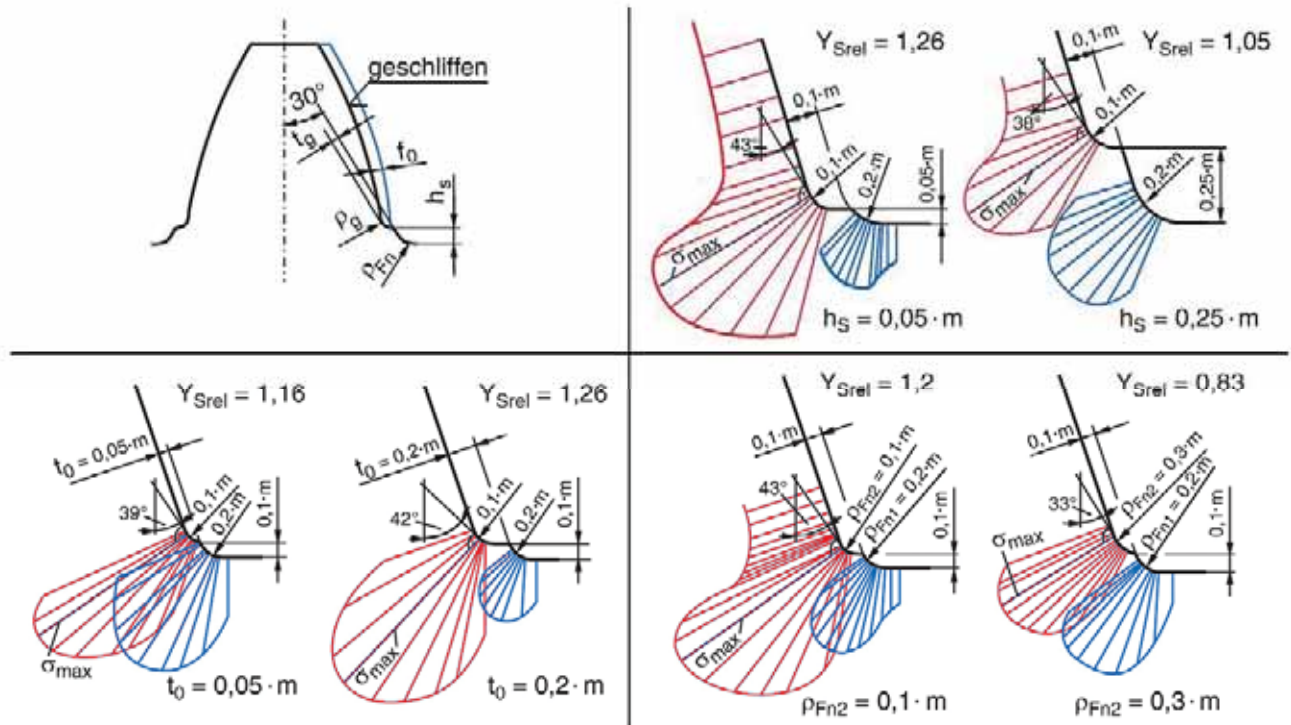 geschliffen
30°
t_g
t_0
h_s
ρ_g
ρ_Fn
Y_Srel = 1,26
0,1·m
43°
0,1·m
0,2·m
0,05·m
σ_max
h_S = 0,05 · m
Y_Srel = 1,05
0,1·m
38°
0,1·m
0,2·m
0,25·m
σ_max
h_S = 0,25 · m
Y_Srel = 1,16
t_0 = 0,05·m
39°
0,1·m
0,2·m
0,1·m
σ_max
t_0 = 0,05 · m
Y_Srel = 1,26
t_0 = 0,2·m
42°
0,1·m
0,2·m
0,1·m
σ_max
t_0 = 0,2 · m
Y_Srel = 1,2
0,1·m
43°
ρ_Fn2 = 0,1·m
ρ_Fn1 = 0,2·m
0,1·m
σ_max
ρ_Fn2 = 0,1 · m
Y_Srel = 0,83
0,1·m
33°
ρ_Fn2 = 0,3·m
ρ_Fn1 = 0,2·m
0,1·m
σ_max
ρ_Fn2 = 0,3 · m